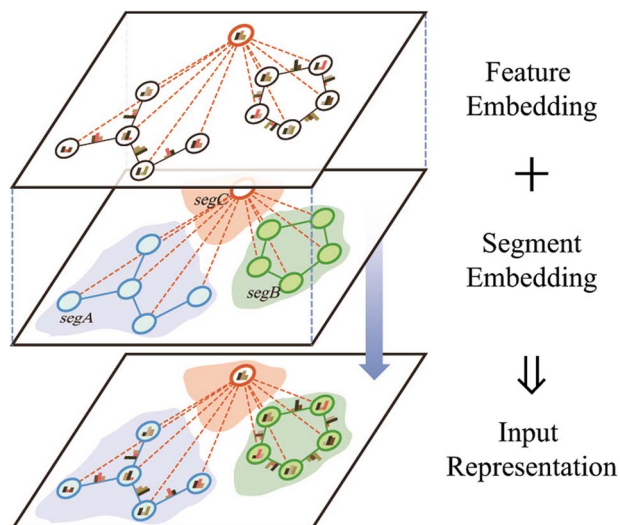 Feature
Embedding
+
segC
Segment
Embedding
segB
segA
⇓
Input
Representation